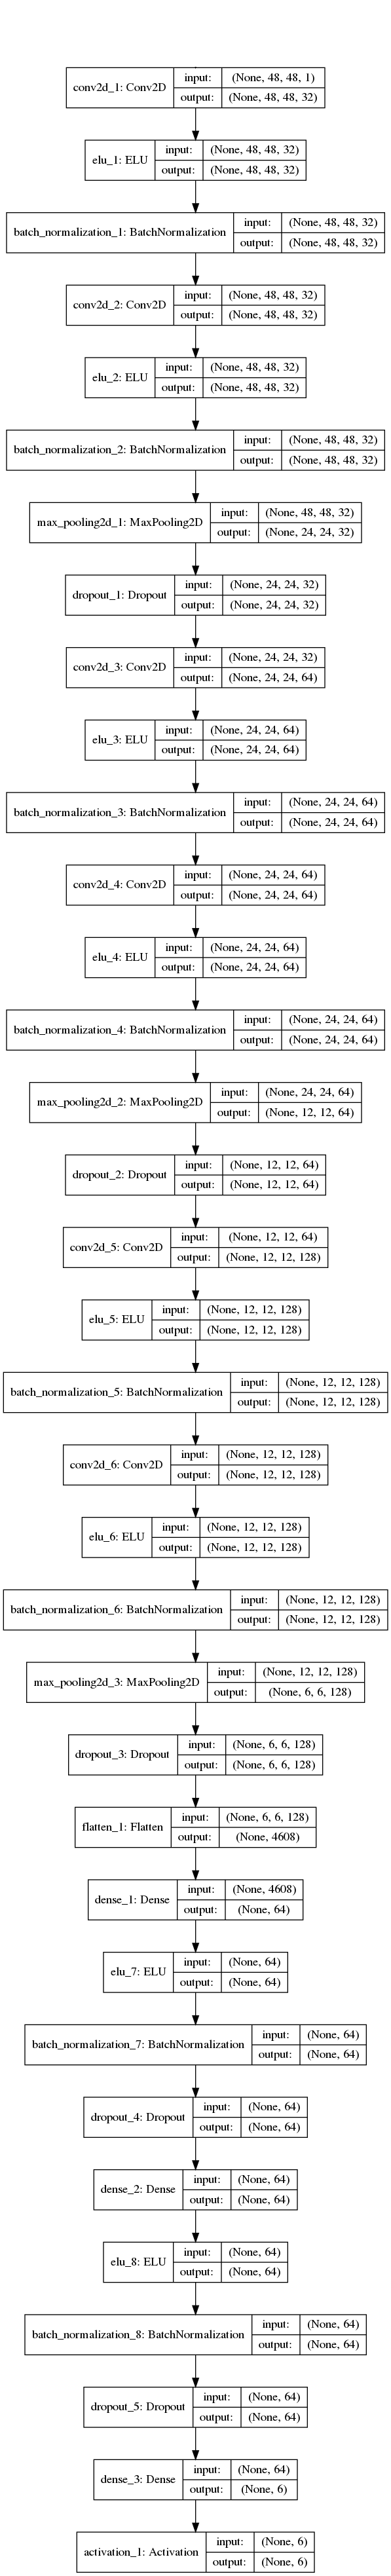 conv2d_1: Conv2D
input: (None, 48, 48, 1)
output: (None, 48, 48, 32)
elu_1: ELU
input: (None, 48, 48, 32)
output: (None, 48, 48, 32)
batch_normalization_1: BatchNormalization
input: (None, 48, 48, 32)
output: (None, 48, 48, 32)
conv2d_2: Conv2D
input: (None, 48, 48, 32)
output: (None, 48, 48, 32)
elu_2: ELU
input: (None, 48, 48, 32)
output: (None, 48, 48, 32)
batch_normalization_2: BatchNormalization
input: (None, 48, 48, 32)
output: (None, 48, 48, 32)
max_pooling2d_1: MaxPooling2D
input: (None, 48, 48, 32)
output: (None, 24, 24, 32)
dropout_1: Dropout
input: (None, 24, 24, 32)
output: (None, 24, 24, 32)
conv2d_3: Conv2D
input: (None, 24, 24, 32)
output: (None, 24, 24, 64)
elu_3: ELU
input: (None, 24, 24, 64)
output: (None, 24, 24, 64)
batch_normalization_3: BatchNormalization
input: (None, 24, 24, 64)
output: (None, 24, 24, 64)
conv2d_4: Conv2D
input: (None, 24, 24, 64)
output: (None, 24, 24, 64)
elu_4: ELU
input: (None, 24, 24, 64)
output: (None, 24, 24, 64)
batch_normalization_4: BatchNormalization
input: (None, 24, 24, 64)
output: (None, 24, 24, 64)
max_pooling2d_2: MaxPooling2D
input: (None, 24, 24, 64)
output: (None, 12, 12, 64)
dropout_2: Dropout
input: (None, 12, 12, 64)
output: (None, 12, 12, 64)
conv2d_5: Conv2D
input: (None, 12, 12, 64)
output: (None, 12, 12, 128)
elu_5: ELU
input: (None, 12, 12, 128)
output: (None, 12, 12, 128)
batch_normalization_5: BatchNormalization
input: (None, 12, 12, 128)
output: (None, 12, 12, 128)
conv2d_6: Conv2D
input: (None, 12, 12, 128)
output: (None, 12, 12, 128)
elu_6: ELU
input: (None, 12, 12, 128)
output: (None, 12, 12, 128)
batch_normalization_6: BatchNormalization
input: (None, 12, 12, 128)
output: (None, 12, 12, 128)
max_pooling2d_3: MaxPooling2D
input: (None, 12, 12, 128)
output: (None, 6, 6, 128)
dropout_3: Dropout
input: (None, 6, 6, 128)
output: (None, 6, 6, 128)
flatten_1: Flatten
input: (None, 6, 6, 128)
output: (None, 4608)
dense_1: Dense
input: (None, 4608)
output: (None, 64)
elu_7: ELU
input: (None, 64)
output: (None, 64)
batch_normalization_7: BatchNormalization
input: (None, 64)
output: (None, 64)
dropout_4: Dropout
input: (None, 64)
output: (None, 64)
dense_2: Dense
input: (None, 64)
output: (None, 64)
elu_8: ELU
input: (None, 64)
output: (None, 64)
batch_normalization_8: BatchNormalization
input: (None, 64)
output: (None, 64)
dropout_5: Dropout
input: (None, 64)
output: (None, 64)
dense_3: Dense
input: (None, 64)
output: (None, 6)
activation_1: Activation
input: (None, 6)
output: (None, 6)